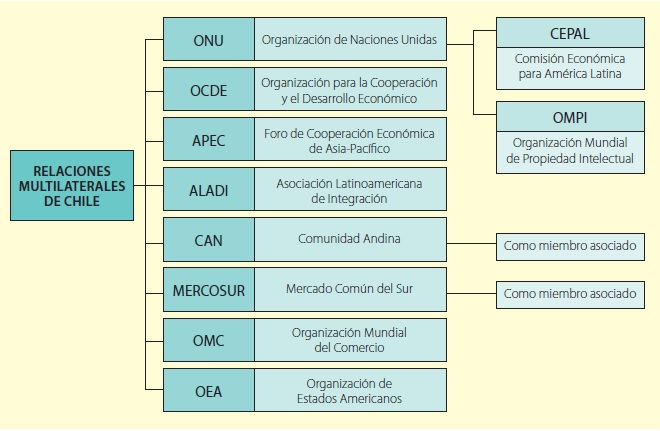 RELACIONES
MULTILATERALES
DE CHILE
ONU
Organización de Naciones Unidas
CEPAL
Comisión Económica
para América Latina
OMPI
Organización Mundial
de Propiedad Intelectual
OCDE
Organización para la Cooperación
y el Desarrollo Económico
APEC
Foro de Cooperación Económica
de Asia-Pacífico
ALADI
Asociación Latinoamericana
de Integración
CAN
Comunidad Andina
Como miembro asociado
MERCOSUR
Mercado Común del Sur
Como miembro asociado
OMC
Organización Mundial
del Comercio
OEA
Organización de
Estados Americanos